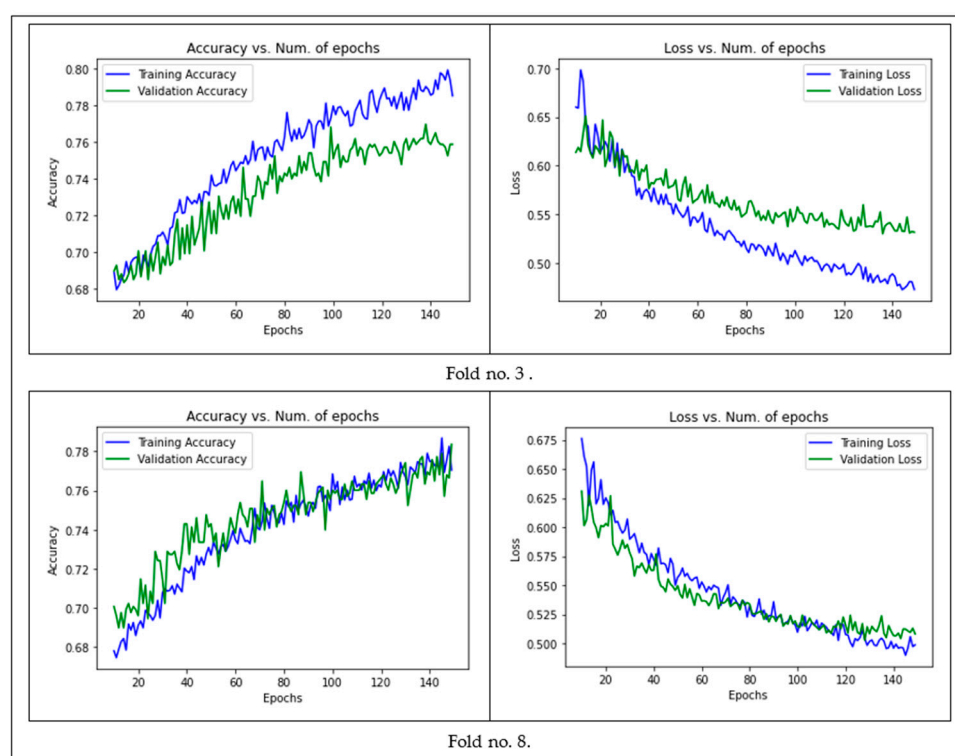 Accuracy vs. Num. of epochs
Training Accuracy
Validation Accuracy
0.80
0.78
0.76
0.74
0.72
0.70
0.68
Accuracy
20 40 60 80 100 120 140
Epochs
Loss vs. Num. of epochs
Training Loss
Validation Loss
0.70
0.65
0.60
0.55
0.50
Loss
20 40 60 80 100 120 140
Epochs
Fold no. 3 .
Accuracy vs. Num. of epochs
Training Accuracy
Validation Accuracy
0.78
0.76
0.74
0.72
0.70
0.68
Accuracy
20 40 60 80 100 120 140
Epochs
Loss vs. Num. of epochs
Training Loss
Validation Loss
0.675
0.650
0.625
0.600
0.575
0.550
0.525
0.500
Loss
20 40 60 80 100 120 140
Epochs
Fold no. 8.